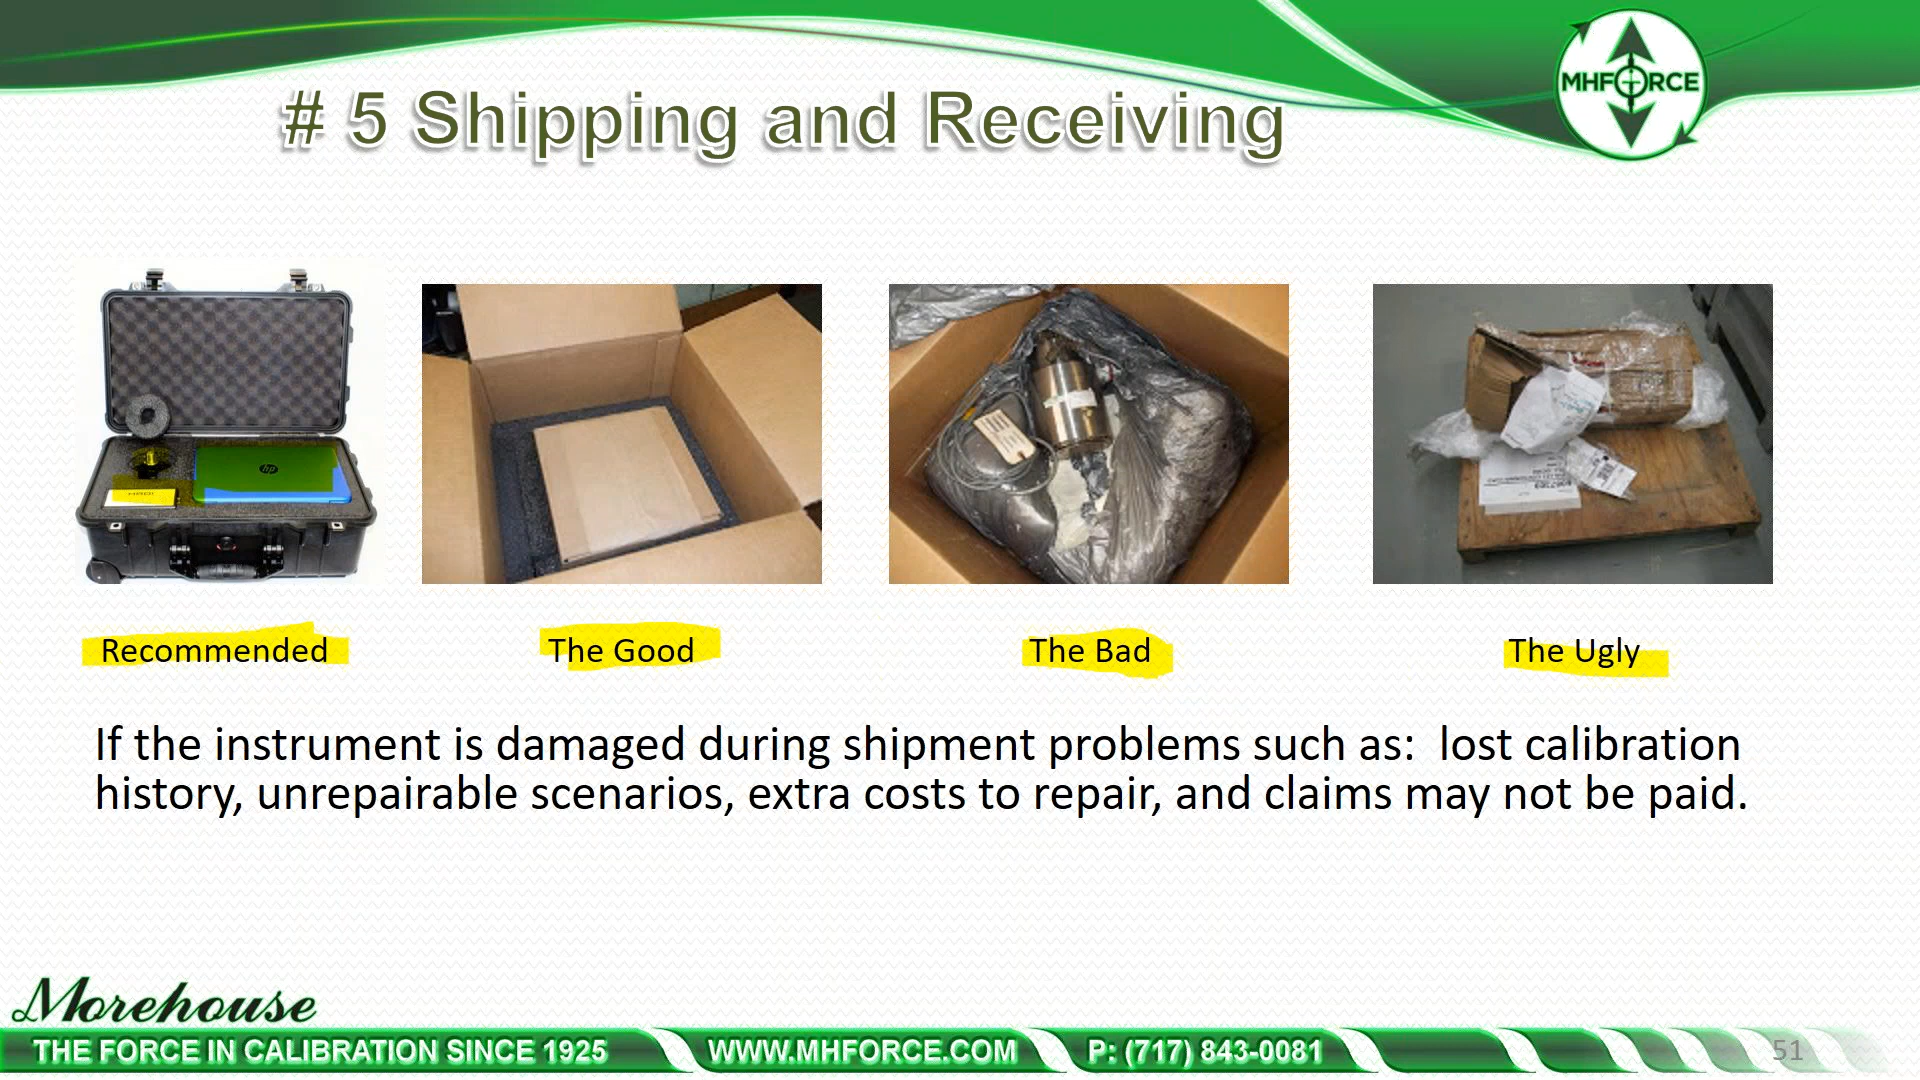 MHFORCE
# 5 Shipping and Receiving
hp
Recommended
The Good
The Bad
The Ugly
If the instrument is damaged during shipment problems such as: lost calibration
history, unrepairable scenarios, extra costs to repair, and claims may not be paid.
Morehouse
THE FORCE IN CALIBRATION SINCE 1925
WWW.MHFORCE.COM
P: (717) 843-0081
51